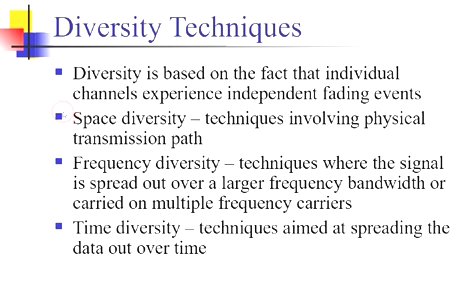 Diversity Techniques
Diversity is based on the fact that individual
channels experience independent fading events
Space diversity – techniques involving physical
transmission path
Frequency diversity – techniques where the signal
is spread out over a larger frequency bandwidth or
carried on multiple frequency carriers
Time diversity – techniques aimed at spreading the
data out over time